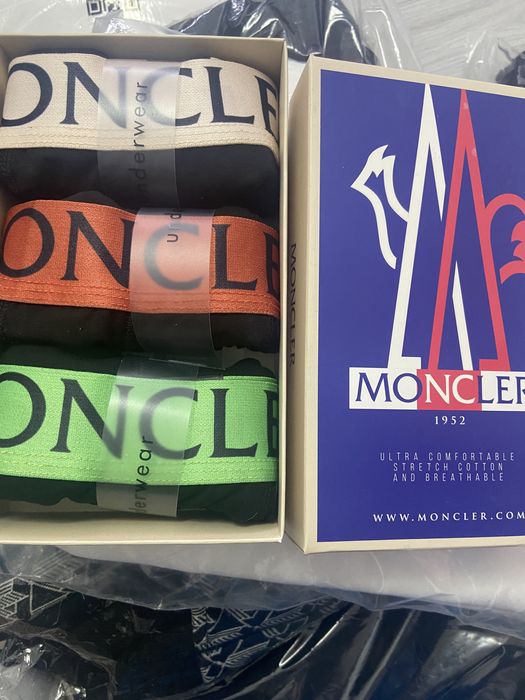 ONCLE
underwear
ONCLE
und
ONCLE
derwear
MONCLER
MONCLER
1952
ULTRA COMFORTABLE
STRETCH COTTON
AND BREATHABLE
WWW.MONCLER.COM